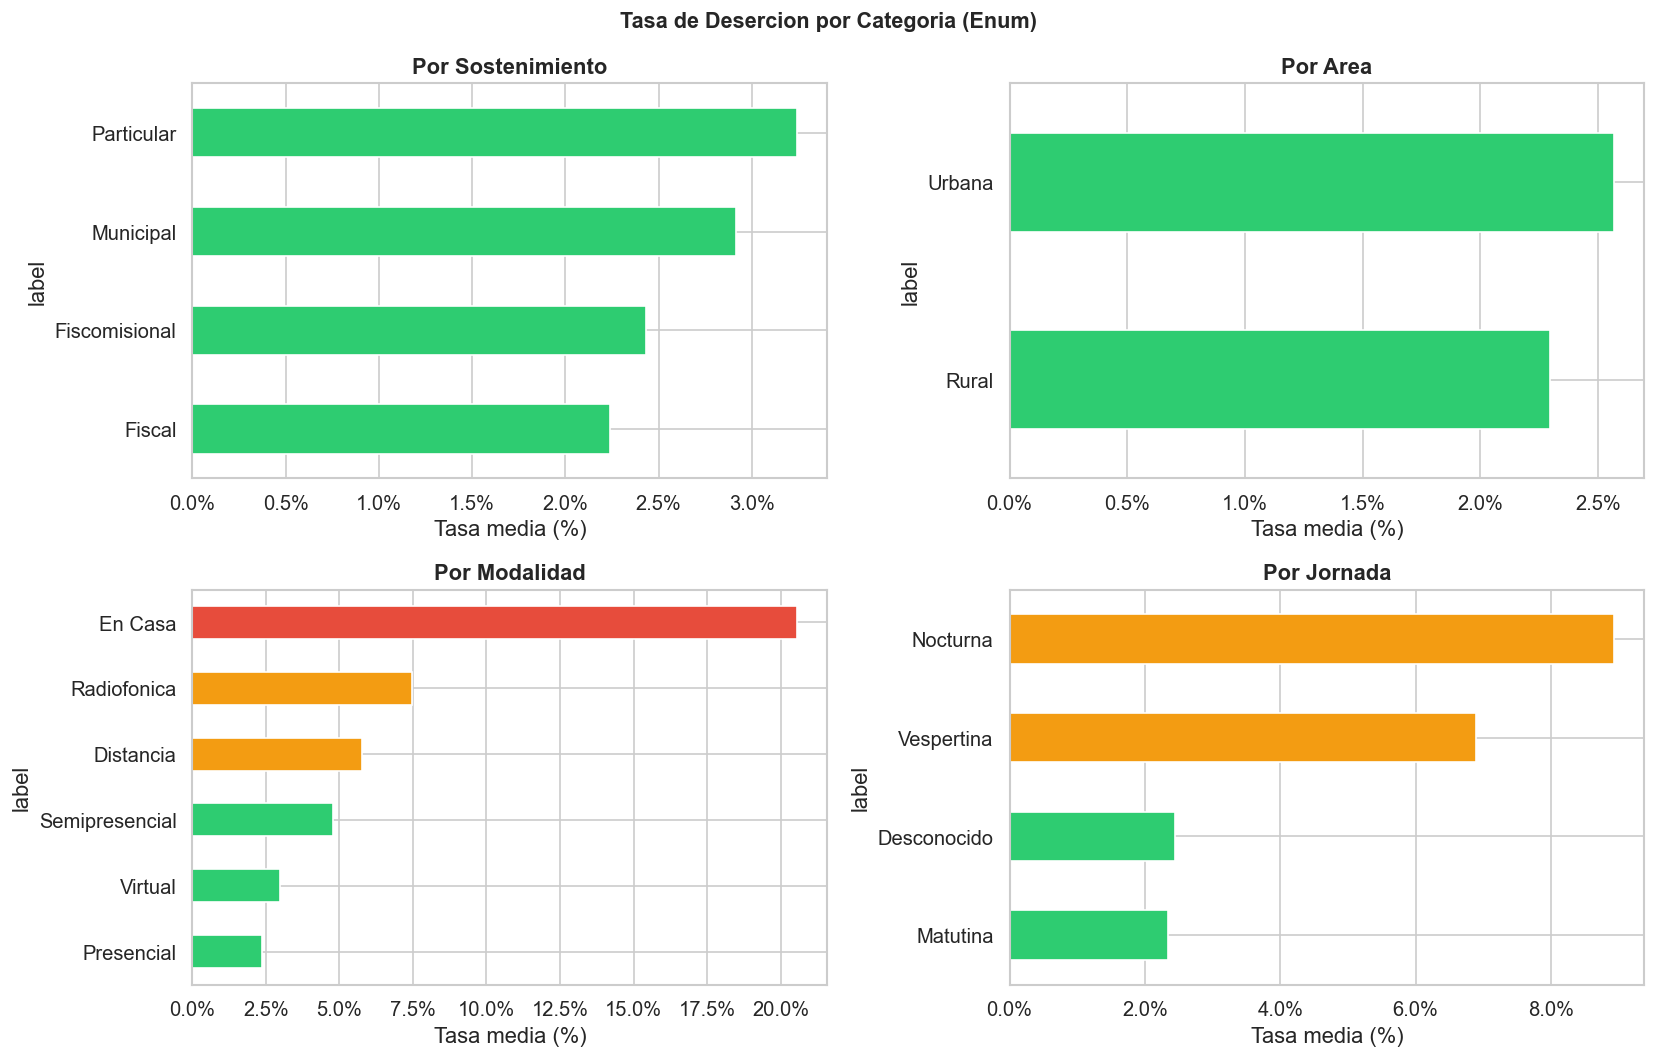 Tasa de Desercion por Categoria (Enum)
Por Sostenimiento
label
Particular
Municipal
Fiscomisional
Fiscal
0.0% 0.5% 1.0% 1.5% 2.0% 2.5% 3.0%
Tasa media (%)
Por Area
label
Urbana
Rural
0.0% 0.5% 1.0% 1.5% 2.0% 2.5%
Tasa media (%)
Por Modalidad
label
En Casa
Radiofonica
Distancia
Semipresencial
Virtual
Presencial
0.0% 2.5% 5.0% 7.5% 10.0% 12.5% 15.0% 17.5% 20.0%
Tasa media (%)
Por Jornada
label
Nocturna
Vespertina
Desconocido
Matutina
0.0% 2.0% 4.0% 6.0% 8.0%
Tasa media (%)